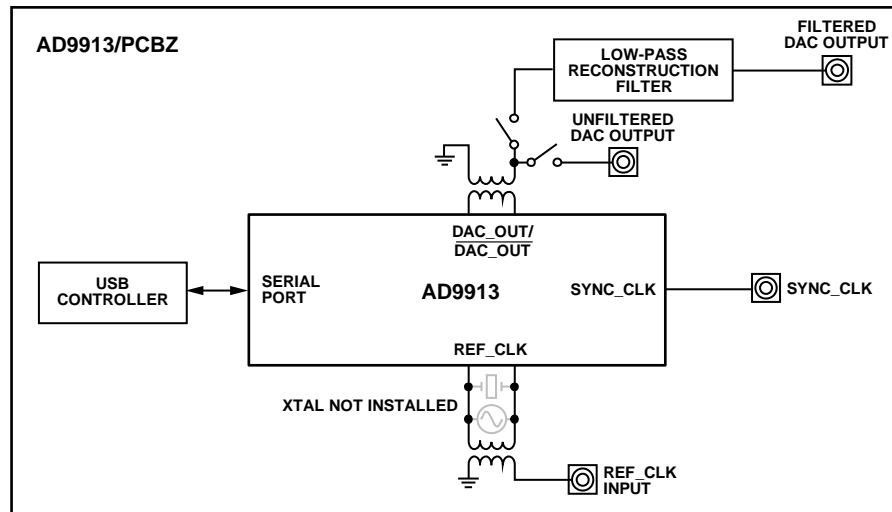 AD9913/PCBZ
FILTERED
DAC OUTPUT
LOW-PASS
RECONSTRUCTION
FILTER
UNFILTERED
DAC OUTPUT
DAC_OUT/
DAC_OUT
USB
CONTROLLER
SERIAL
PORT
AD9913
SYNC_CLK
SYNC_CLK
REF_CLK
XTAL NOT INSTALLED
REF_CLK
INPUT